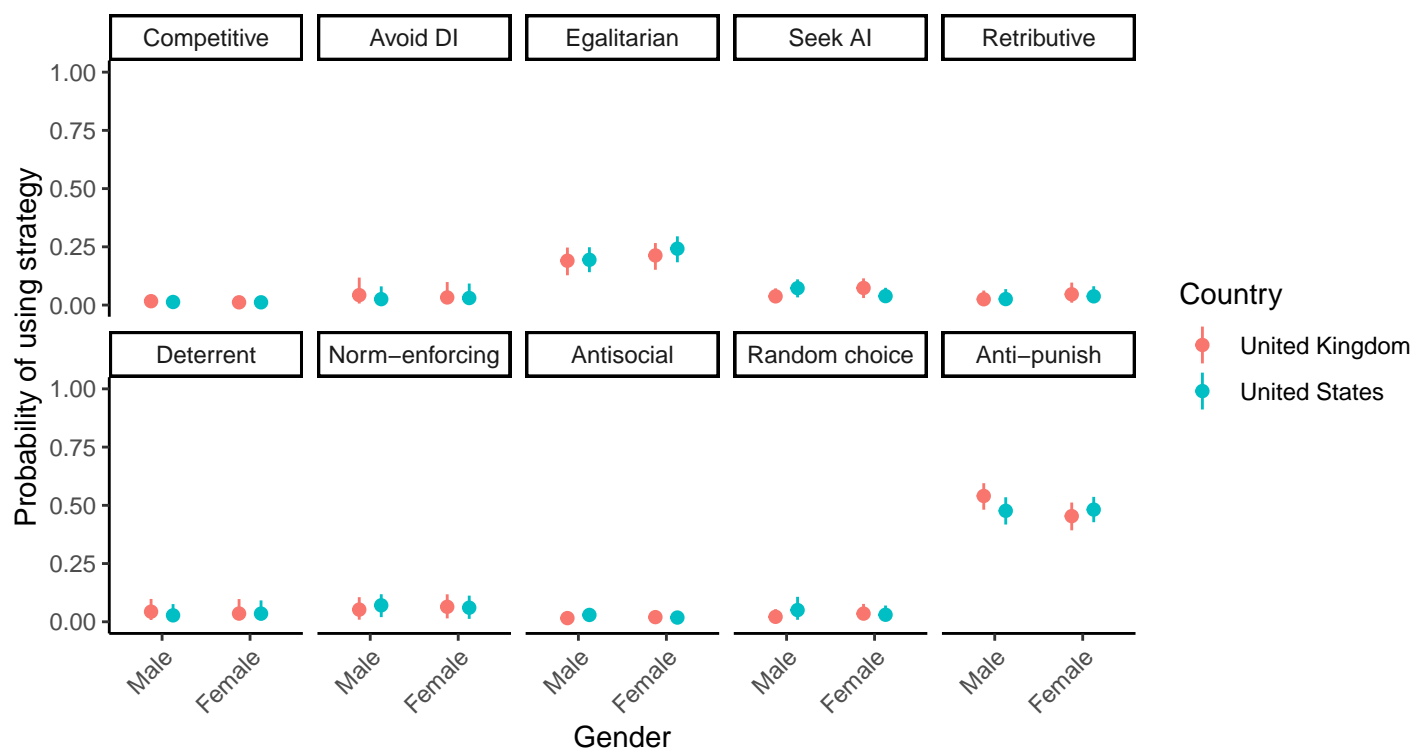 Competitive
Avoid DI
Egalitarian
Seek AI
Retributive
1.00
0.75
0.50
0.25
0.00
Deterrent
Norm−enforcing
Antisocial
Random choice
Anti−punish
1.00
0.75
0.50
0.25
0.00
Male
Female
Male
Female
Male
Female
Male
Female
Male
Female
Gender
Probability of using strategy
Country
United Kingdom
United States